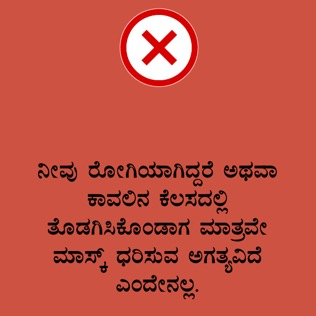 ನೀವು ರೋಗಿಯಾಗಿದ್ದರೆ ಅಥವಾ
ಕಾವಲಿನ ಕೆಲಸದಲ್ಲಿ
ತೊಡಗಿಸಿಕೊಂಡಾಗ ಮಾತ್ರವೇ
ಮಾಸ್ಕ್ ಧರಿಸುವ ಅಗತ್ಯವಿದೆ
ಎಂದೇನಲ್ಲ.